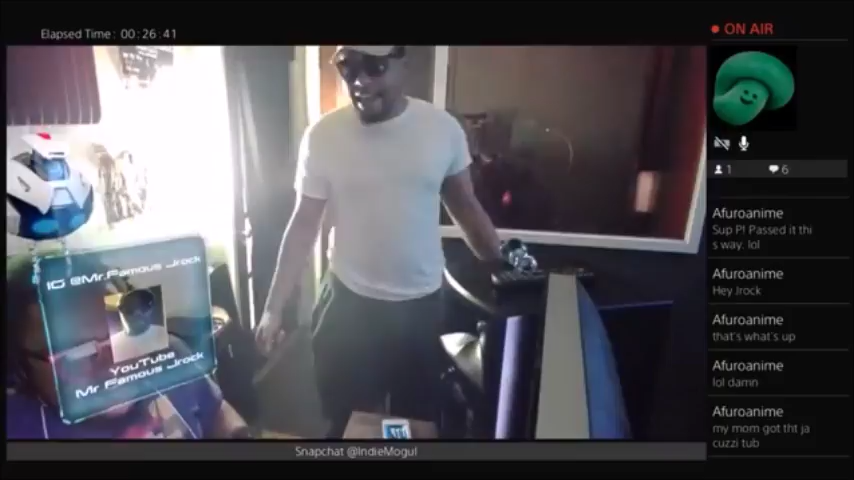 Elapsed Time: 00:26:41
ON AIR
1 6
Afuroanime
Sup P! Passed it thi
s way. lol
Afuroanime
Hey Jrock
Afuroanime
that's what's up
Afuroanime
lol damn
Afuroanime
my mom got tht ja
cuzzi tub
IG @Mr.Famous Jrock
YouTube
Mr Famous Jrock
Snapchat @IndieMogul